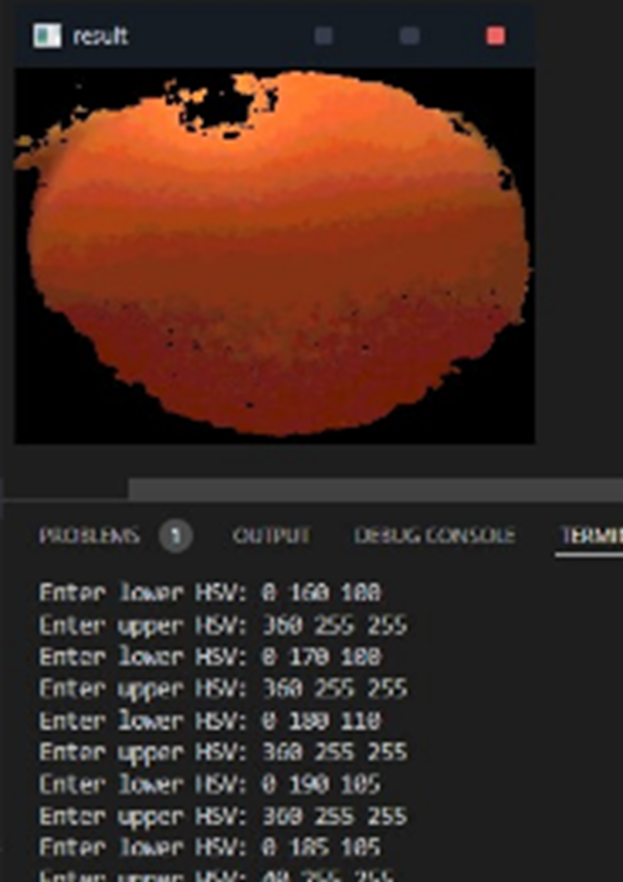 result
PROBLEMS 1 OUTPUT DEBUG CONSOLE TERMIN
Enter lower HSV: 0 160 100
Enter upper HSV: 360 255 255
Enter lower HSV: 0 170 100
Enter upper HSV: 360 255 255
Enter lower HSV: 0 180 110
Enter upper HSV: 360 255 255
Enter lower HSV: 0 190 105
Enter upper HSV: 360 255 255
Enter lower HSV: 0 185 105
Enter upper HSV: 40 255 255